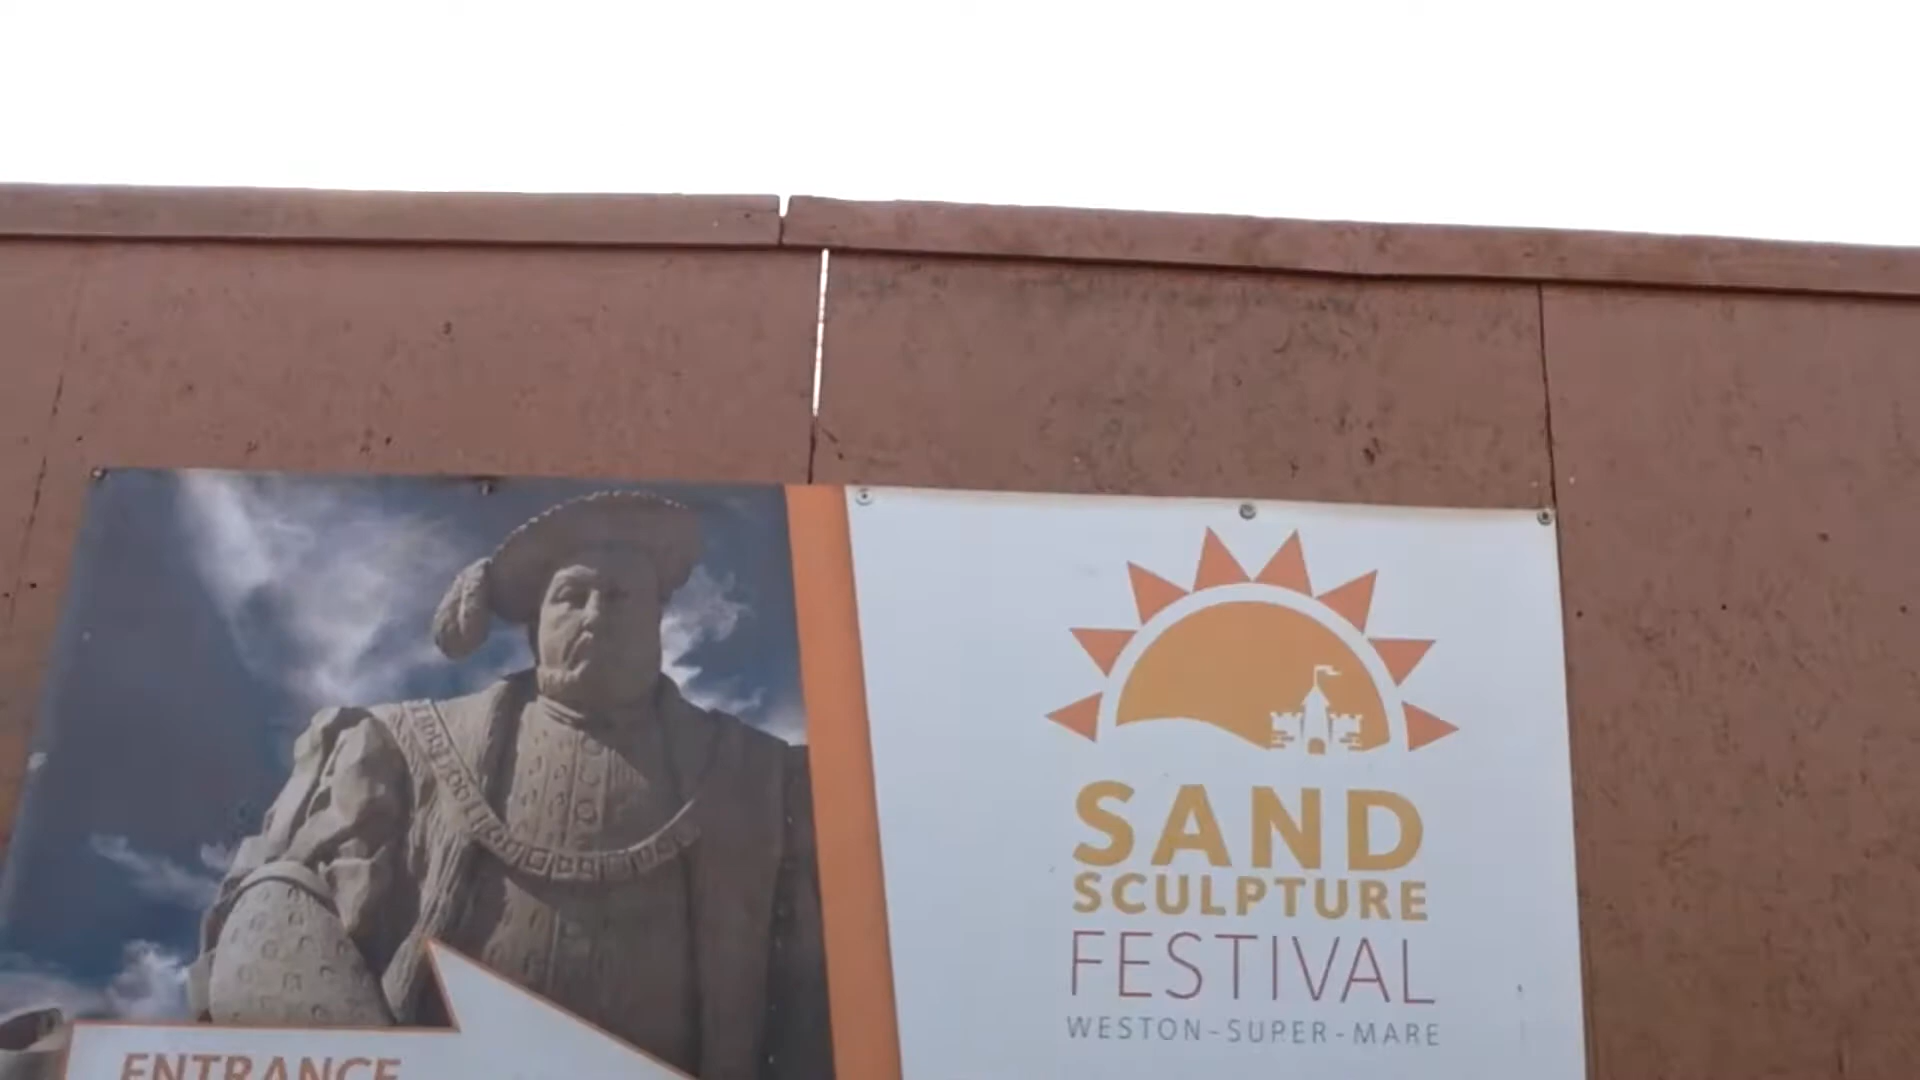 SAND
SCULPTURE
FESTIVAL
WESTON-SUPER-MARE
ENTRANCE